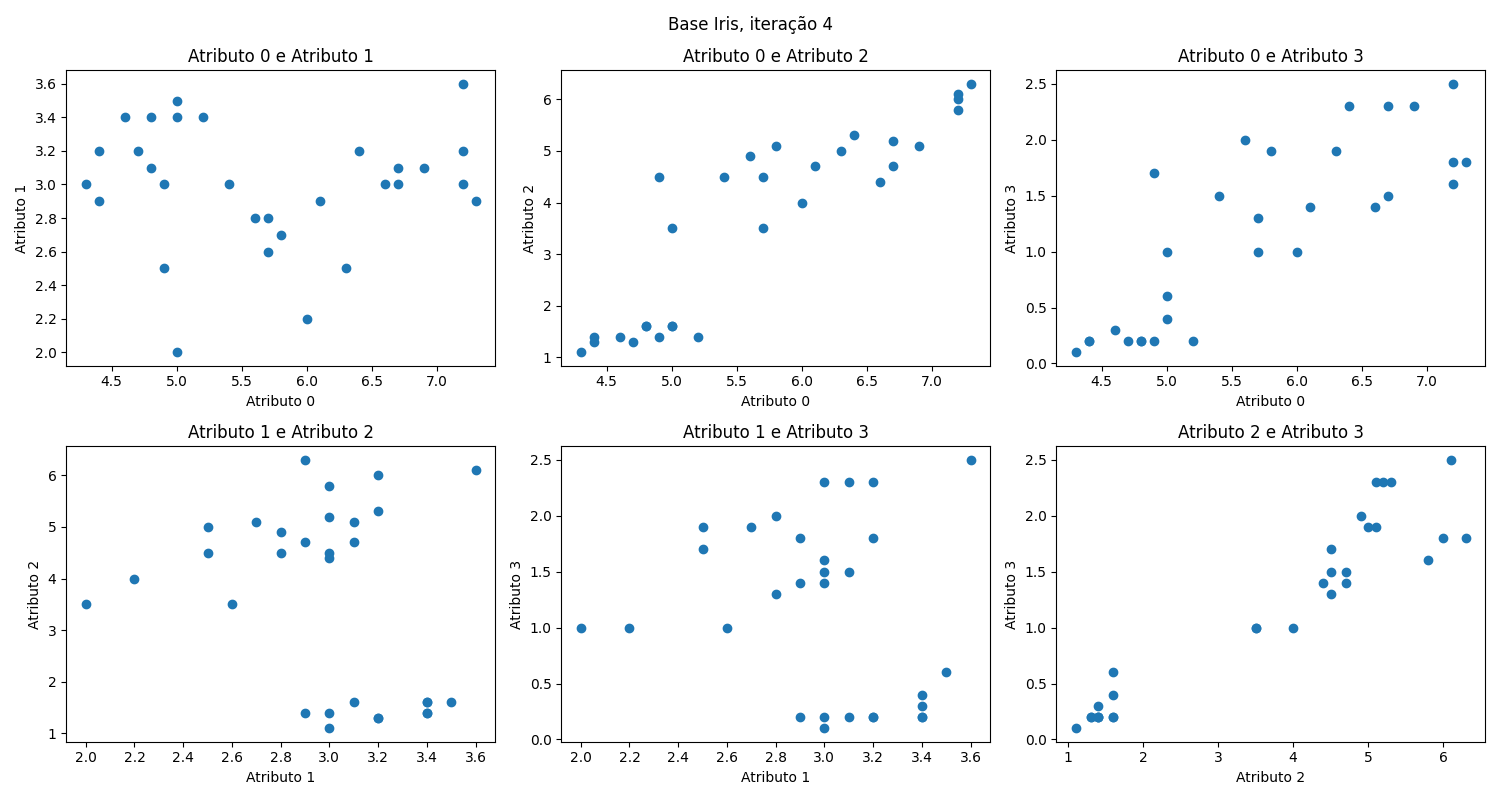 Base Iris, iteração 4
Atributo 0 e Atributo 1
3.6
3.4
3.2
3.0
2.8
2.6
2.4
2.2
2.0
Atributo 1
4.5 5.0 5.5 6.0 6.5 7.0
Atributo 0
Atributo 0 e Atributo 2
6
5
4
3
2
1
Atributo 2
4.5 5.0 5.5 6.0 6.5 7.0
Atributo 0
Atributo 0 e Atributo 3
2.5
2.0
1.5
1.0
0.5
0.0
Atributo 3
4.5 5.0 5.5 6.0 6.5 7.0
Atributo 0
Atributo 1 e Atributo 2
6
5
4
3
2
1
Atributo 2
2.0 2.2 2.4 2.6 2.8 3.0 3.2 3.4 3.6
Atributo 1
Atributo 1 e Atributo 3
2.5
2.0
1.5
1.0
0.5
0.0
Atributo 3
2.0 2.2 2.4 2.6 2.8 3.0 3.2 3.4 3.6
Atributo 1
Atributo 2 e Atributo 3
2.5
2.0
1.5
1.0
0.5
0.0
Atributo 3
1 2 3 4 5 6
Atributo 2